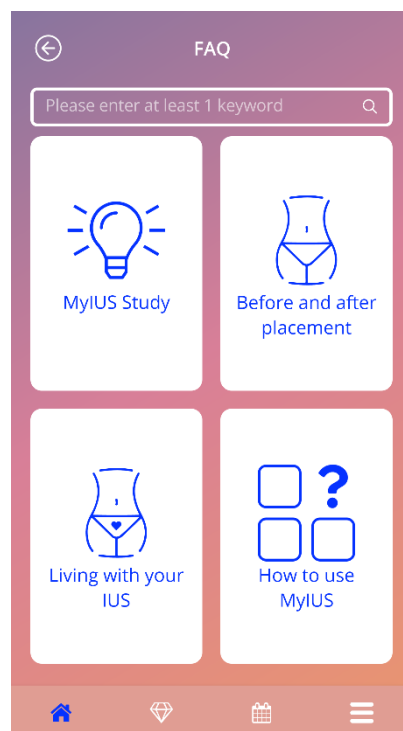 FAQ
Please enter at least 1 keyword
MyIUS Study
Before and after
placement
Living with your
IUS
?
How to use
MyIUS